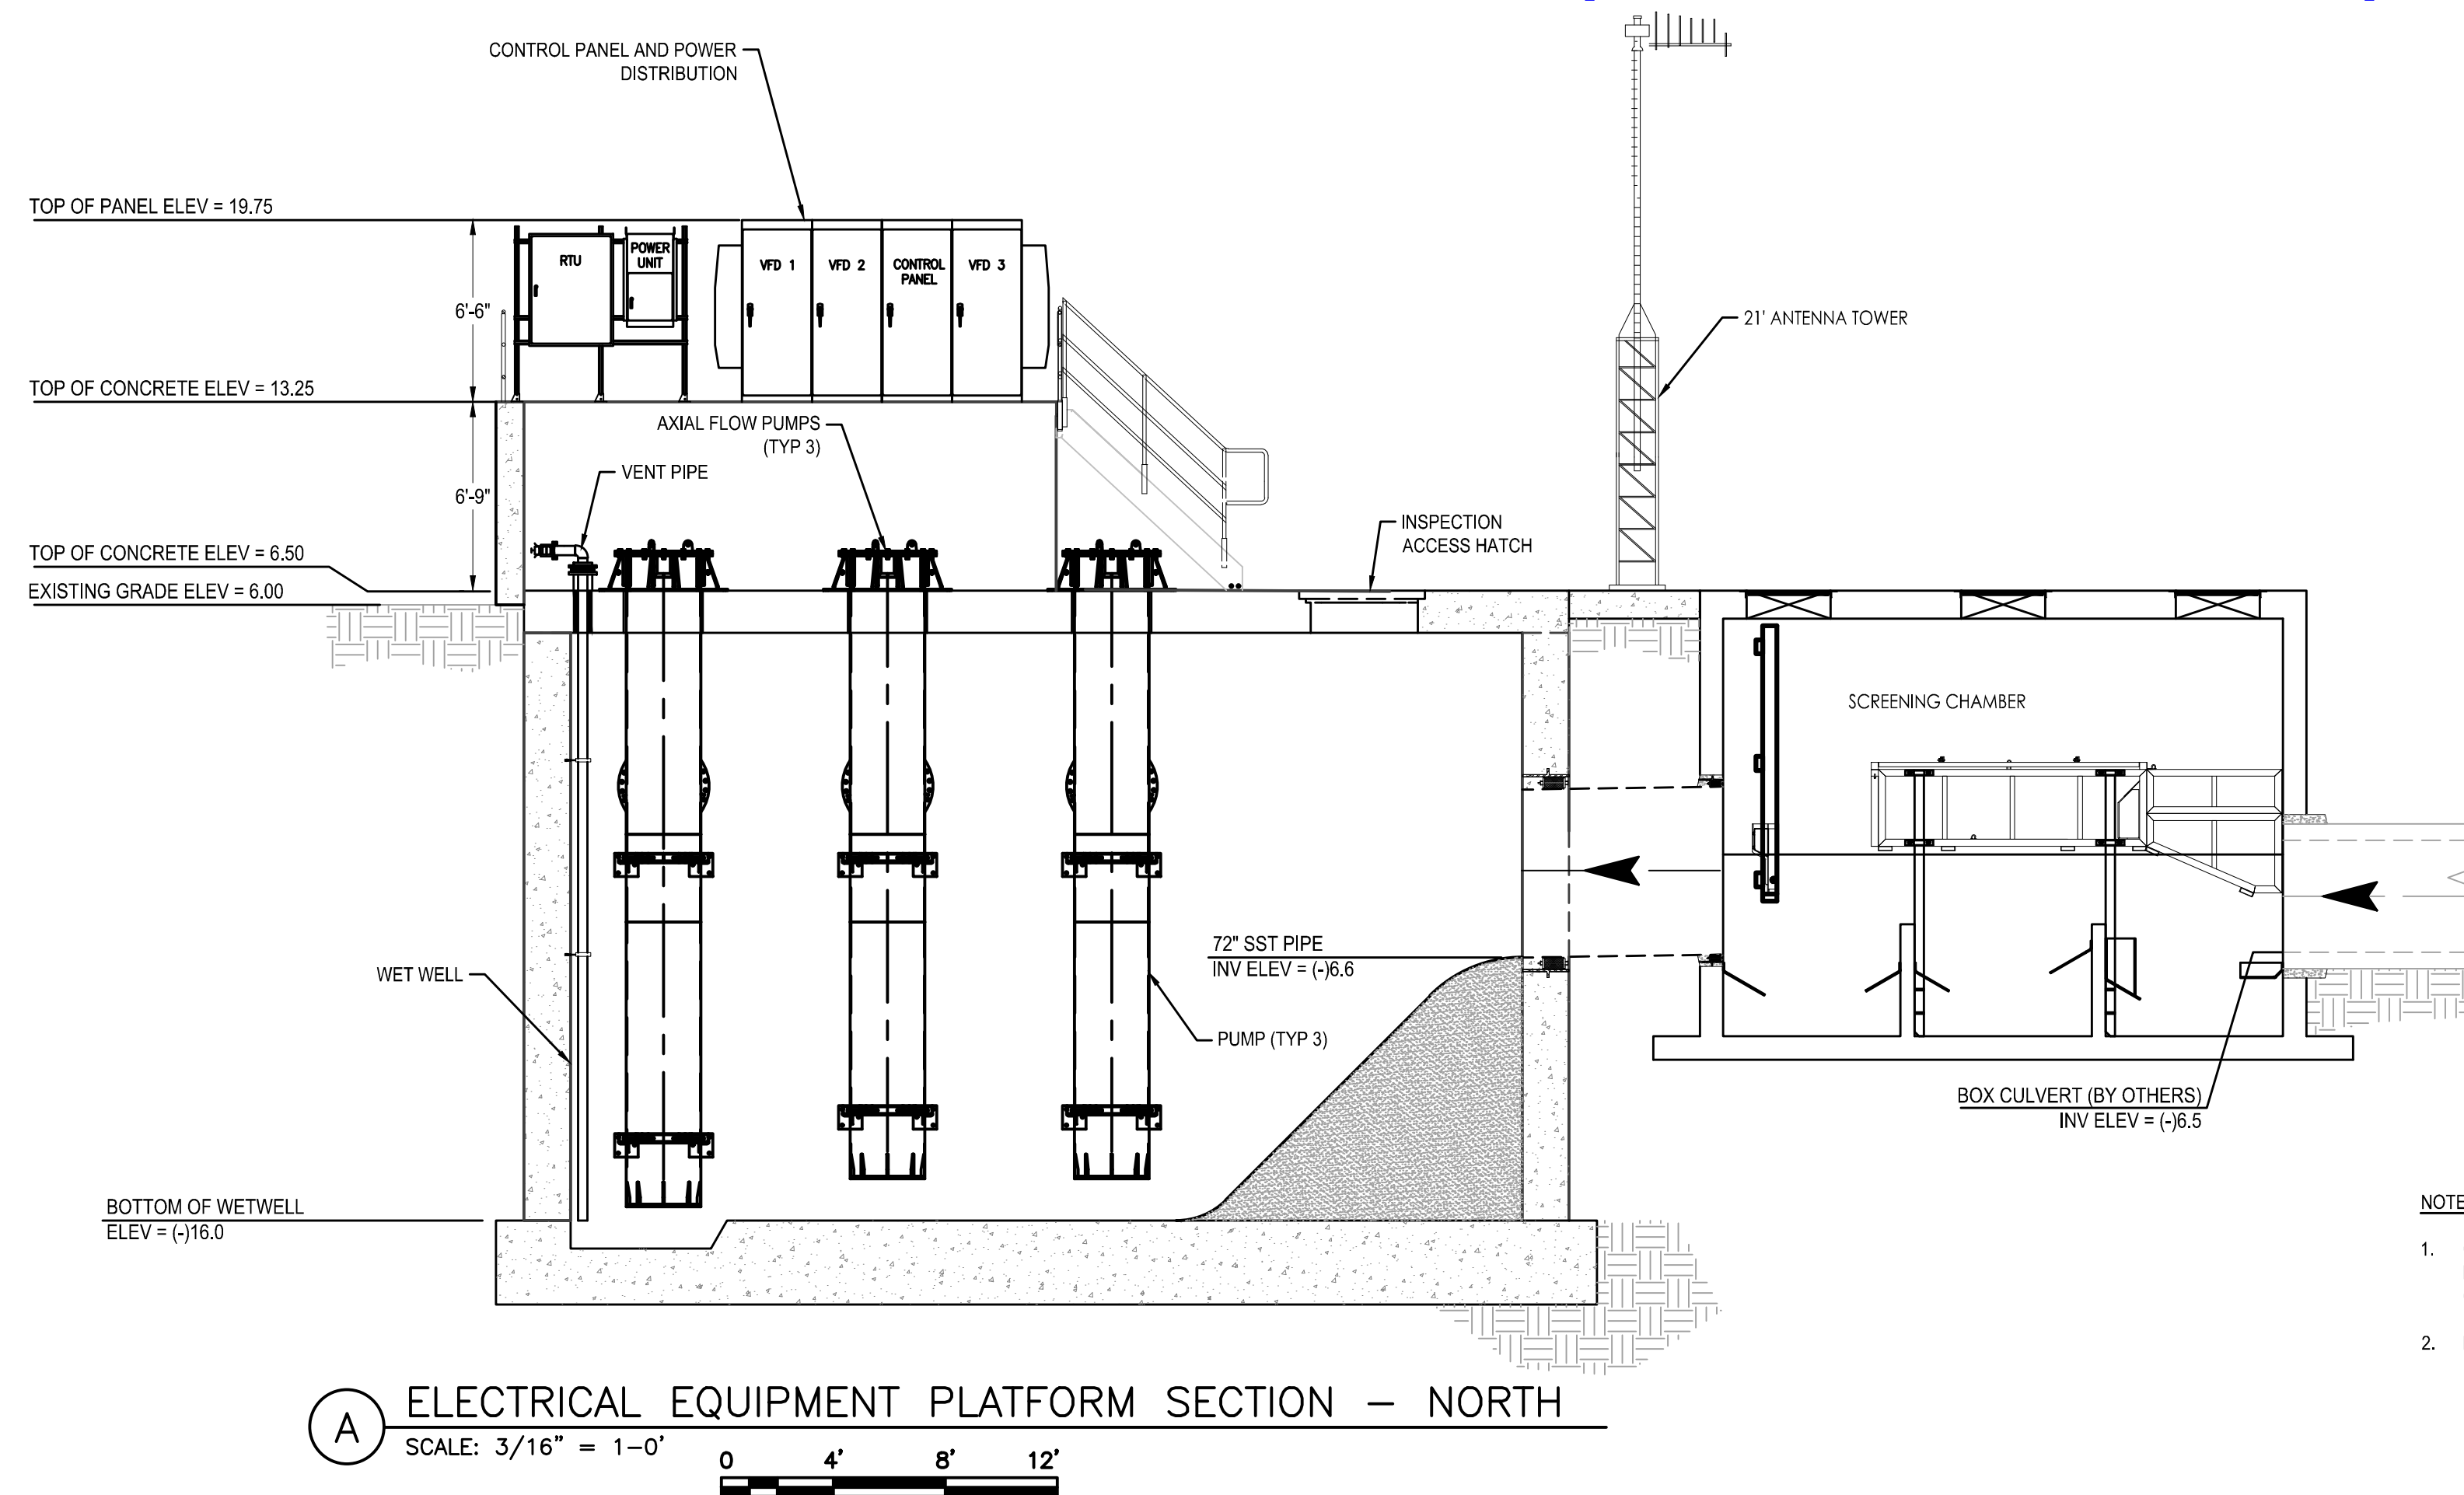 CONTROL PANEL AND POWER
DISTRIBUTION
TOP OF PANEL ELEV = 19.75
RTU
POWER
UNIT
VFD 1
VFD 2
CONTROL
PANEL
VFD 3
6'-6"
21' ANTENNA TOWER
TOP OF CONCRETE ELEV = 13.25
AXIAL FLOW PUMPS
(TYP 3)
VENT PIPE
6'-9"
INSPECTION
ACCESS HATCH
TOP OF CONCRETE ELEV = 6.50
EXISTING GRADE ELEV = 6.00
SCREENING CHAMBER
72" SST PIPE
INV ELEV = (-)6.6
WET WELL
PUMP (TYP 3)
BOX CULVERT (BY OTHERS)
INV ELEV = (-)6.5
BOTTOM OF WETWELL
ELEV = (-)16.0
NOTE
1.
2.
A
ELECTRICAL EQUIPMENT PLATFORM SECTION - NORTH
SCALE: 3/16" = 1-0'
0 4' 8' 12'